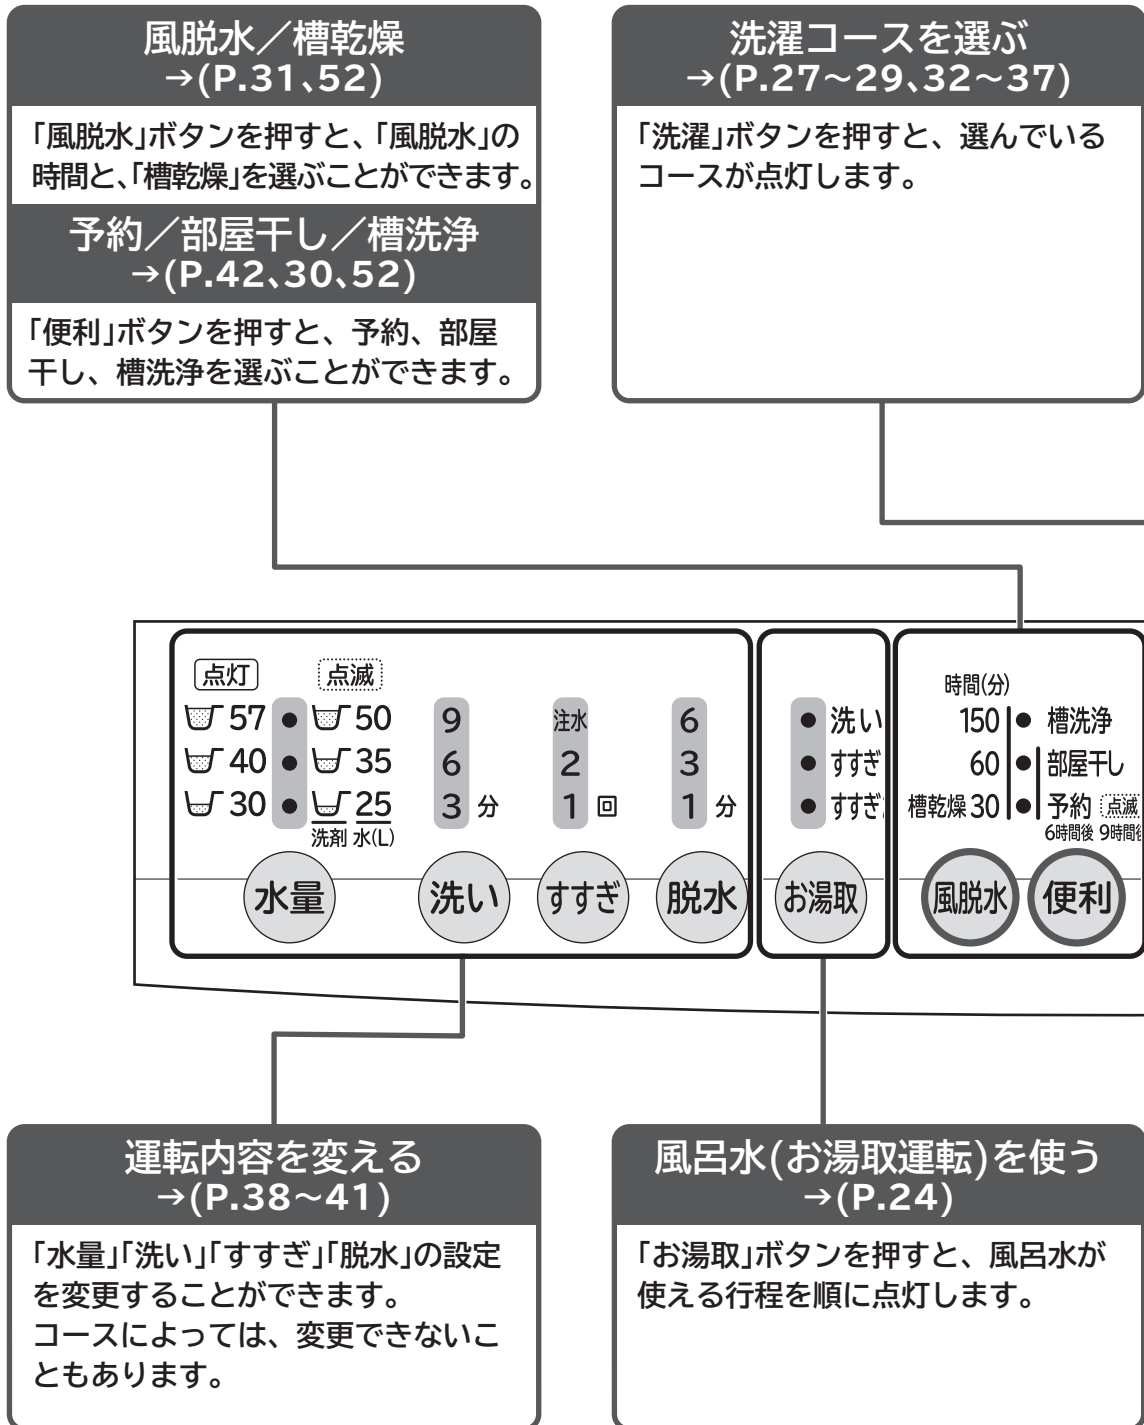 風脱水／槽乾燥
→(P.31、52)
「風脱水」ボタンを押すと、「風脱水」の
時間と、「槽乾燥」を選ぶことができます。
予約／部屋干し／槽洗浄
→(P.42、30、52)
「便利」ボタンを押すと、予約、部屋
干し、槽洗浄を選ぶことができます。
洗濯コースを選ぶ
→(P.27～29、32～37)
「洗濯」ボタンを押すと、選んでいる
コースが点灯します。
点灯 点滅
57 50 9 注水 6 洗い
40 35 6 2 3 すすぎ
30 25 3 分 1 回 1 分 すすぎ
洗剤 水(L)
時間(分)
150 槽洗浄
60 部屋干し
槽乾燥 30 予約 点滅
6時間後 9時間
水量 洗い すすぎ 脱水 お湯取 風脱水 便利
運転内容を変える
→(P.38～41)
「水量」「洗い」「すすぎ」「脱水」の設定
を変更することができます。
コースによっては、変更できないこ
ともあります。
風呂水(お湯取運転)を使う
→(P.24)
「お湯取」ボタンを押すと、風呂水が
使える行程を順に点灯します。